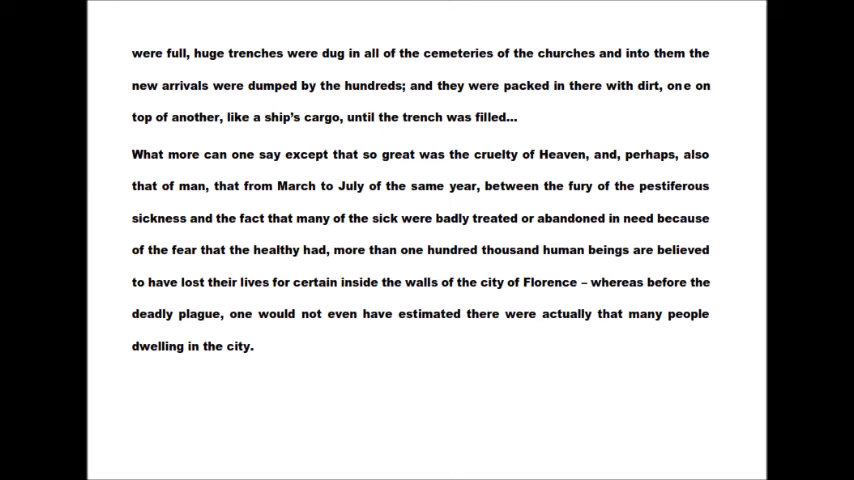 were full, huge trenches were dug in all of the cemeteries of the churches and into them the
new arrivals were dumped by the hundreds; and they were packed in there with dirt, one on
top of another, like a ship’s cargo, until the trench was filled...
What more can one say except that so great was the cruelty of Heaven, and, perhaps, also
that of man, that from March to July of the same year, between the fury of the pestiferous
sickness and the fact that many of the sick were badly treated or abandoned in need because
of the fear that the healthy had, more than one hundred thousand human beings are believed
to have lost their lives for certain inside the walls of the city of Florence – whereas before the
deadly plague, one would not even have estimated there were actually that many people
dwelling in the city.